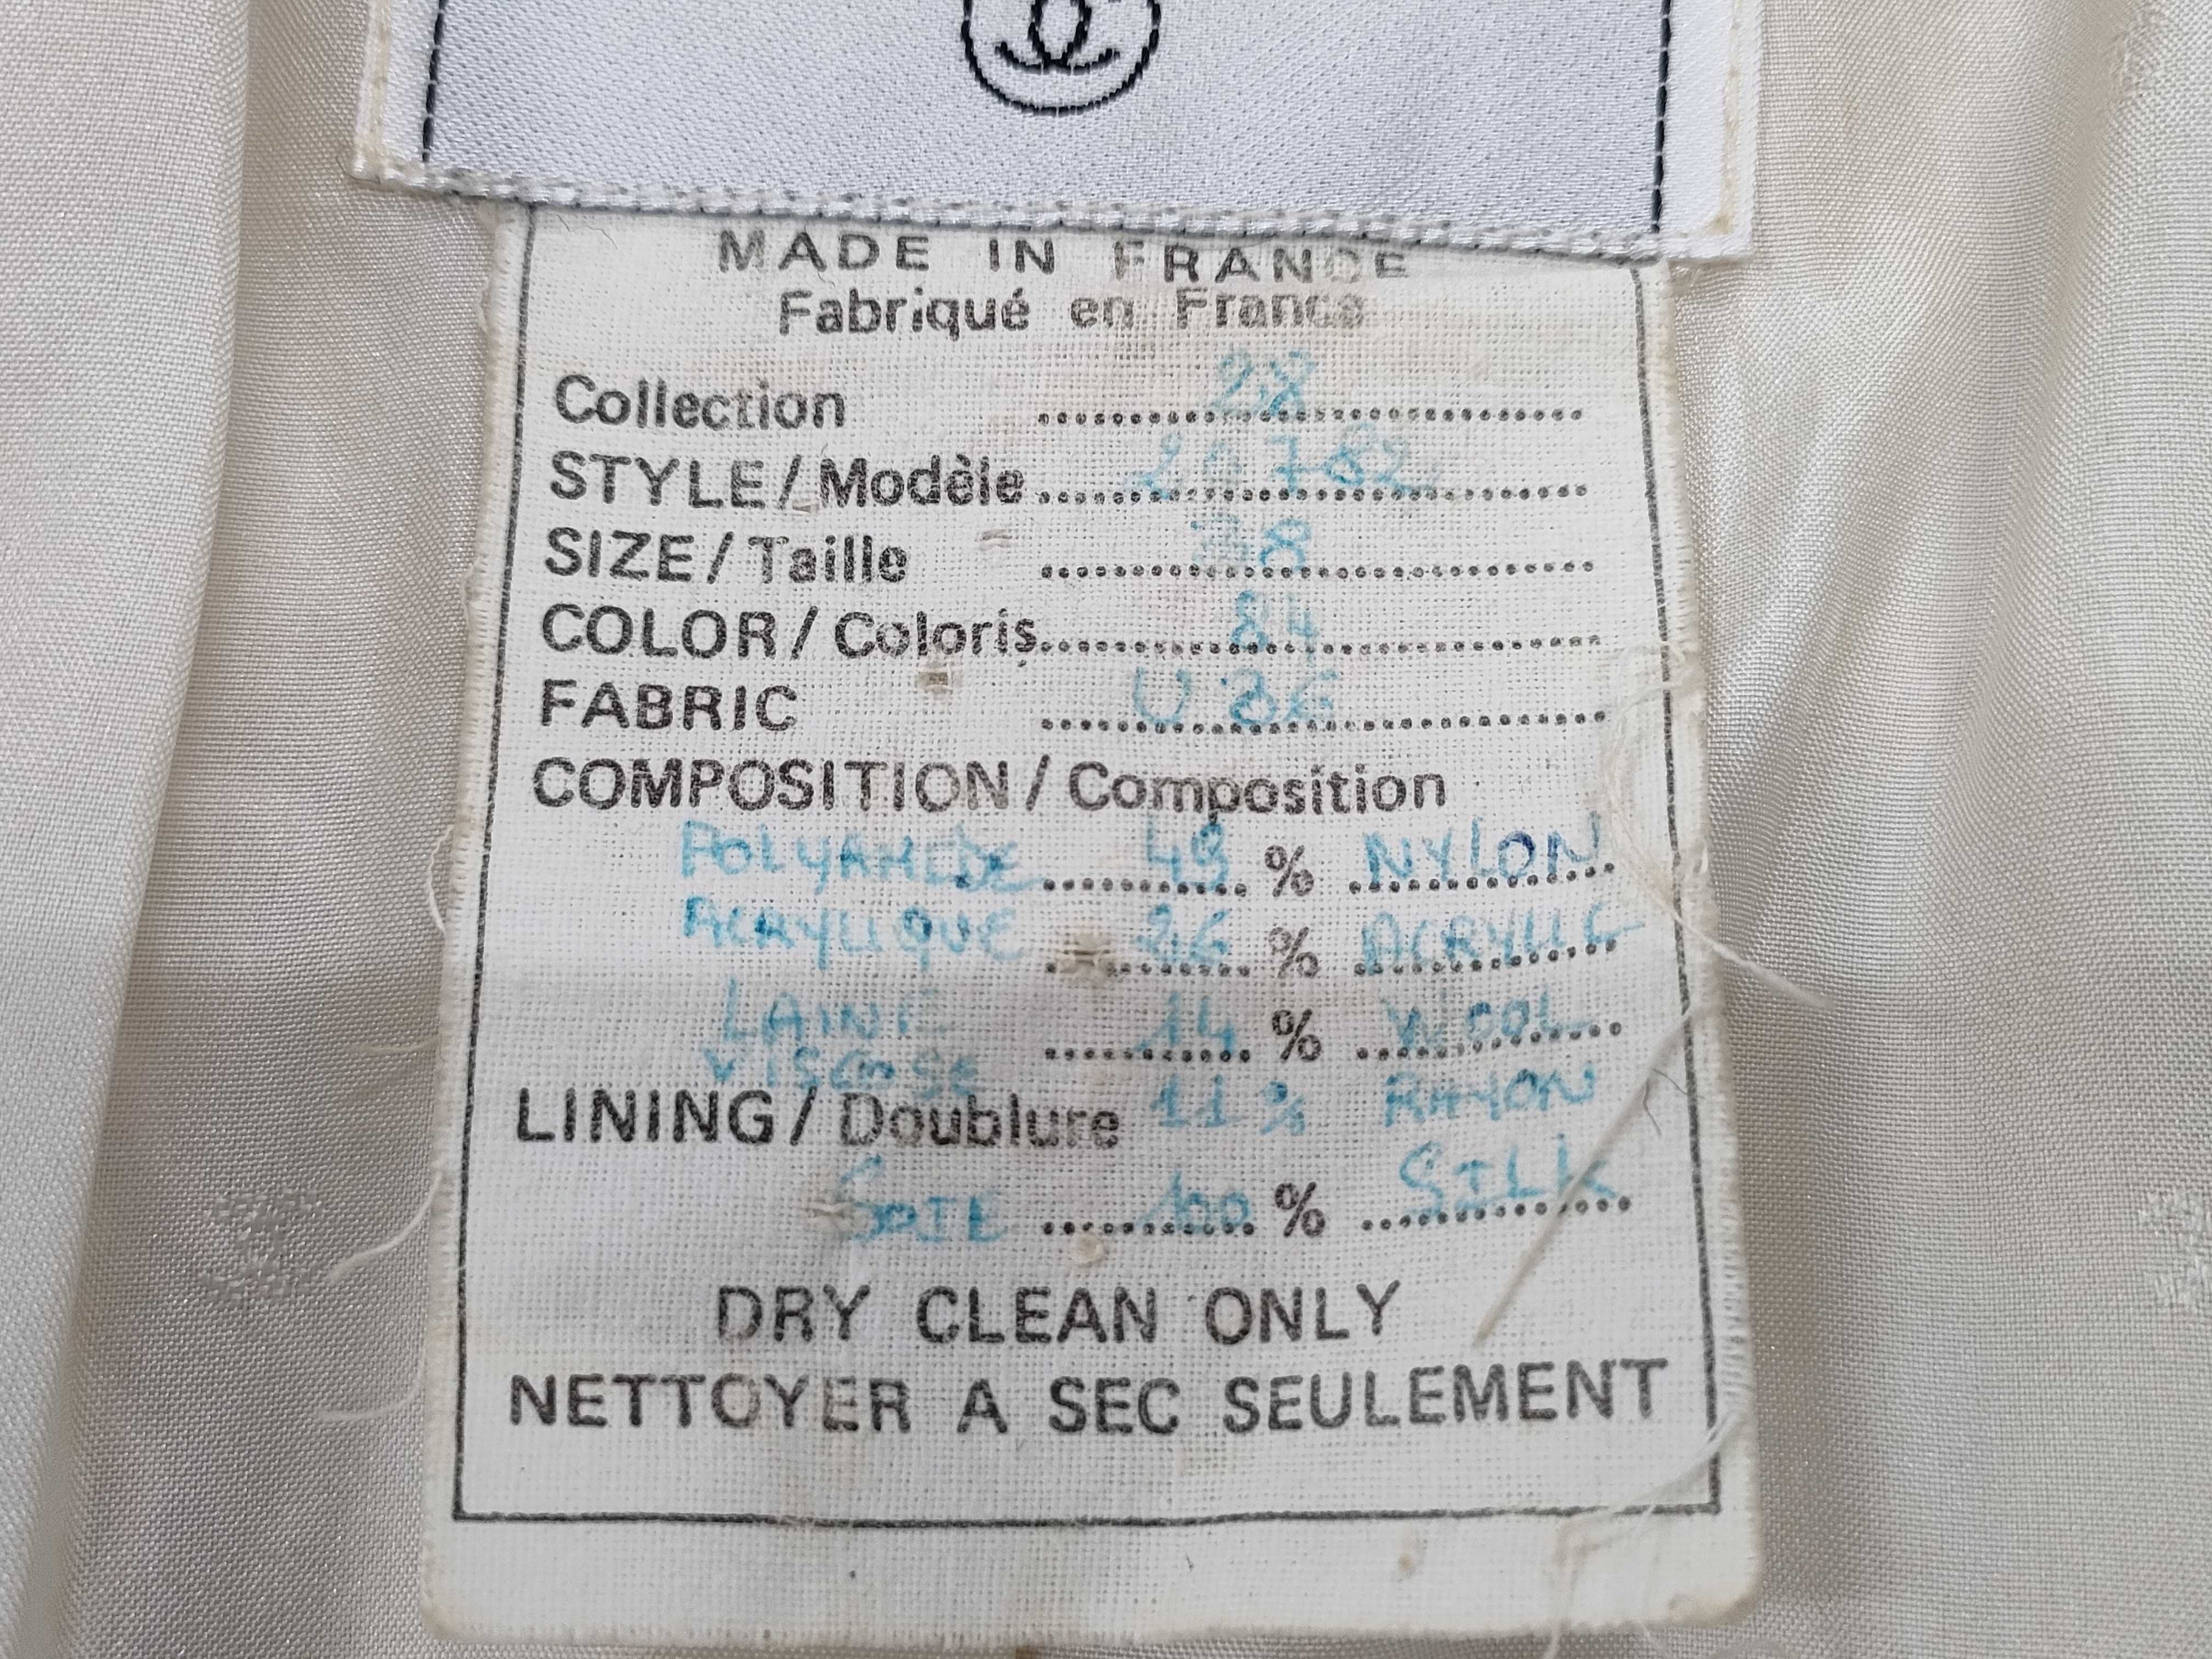 MADE IN FRANCE
Fabriqué en France
Collection 28
STYLE/Modèle 20782
SIZE/Taille 38
COLOR/Coloris 84
FABRIC U 86
COMPOSITION/Composition
POLYAMIDE 49 % NYLON
ACRYLIQUE 26 % ACRYLIC
LAINE 14 % WOOL
VISCOSE 11% RAYON
LINING/Doublure
SOIE 100 % SILK
DRY CLEAN ONLY
NETTOYER A SEC SEULEMENT